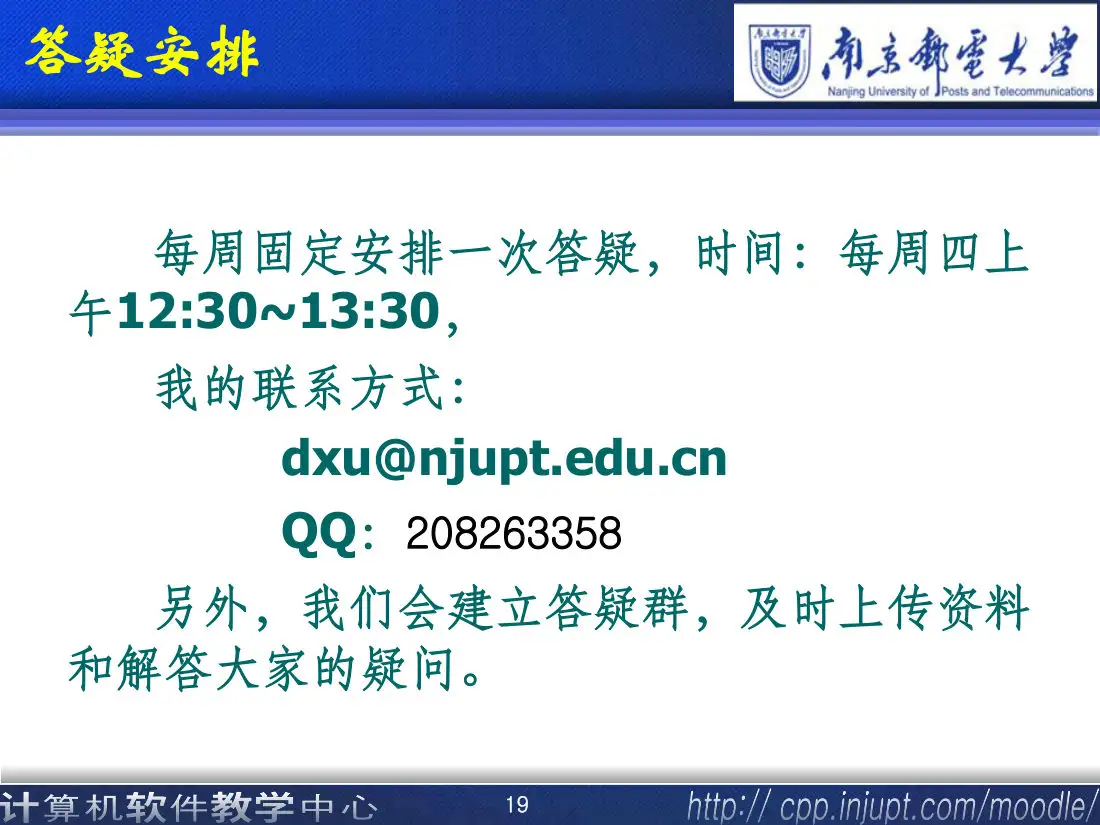 答疑安排
南京邮电大学
Nanjing University of Posts and Telecommunications
每周固定安排一次答疑，时间：每周四上
午12:30~13:30，
我的联系方式：
dxu@njupt.edu.cn
QQ：208263358
另外，我们会建立答疑群，及时上传资料
和解答大家的疑问。
计算机软件教学中心
19
http:// cpp.injupt.com/moodle/